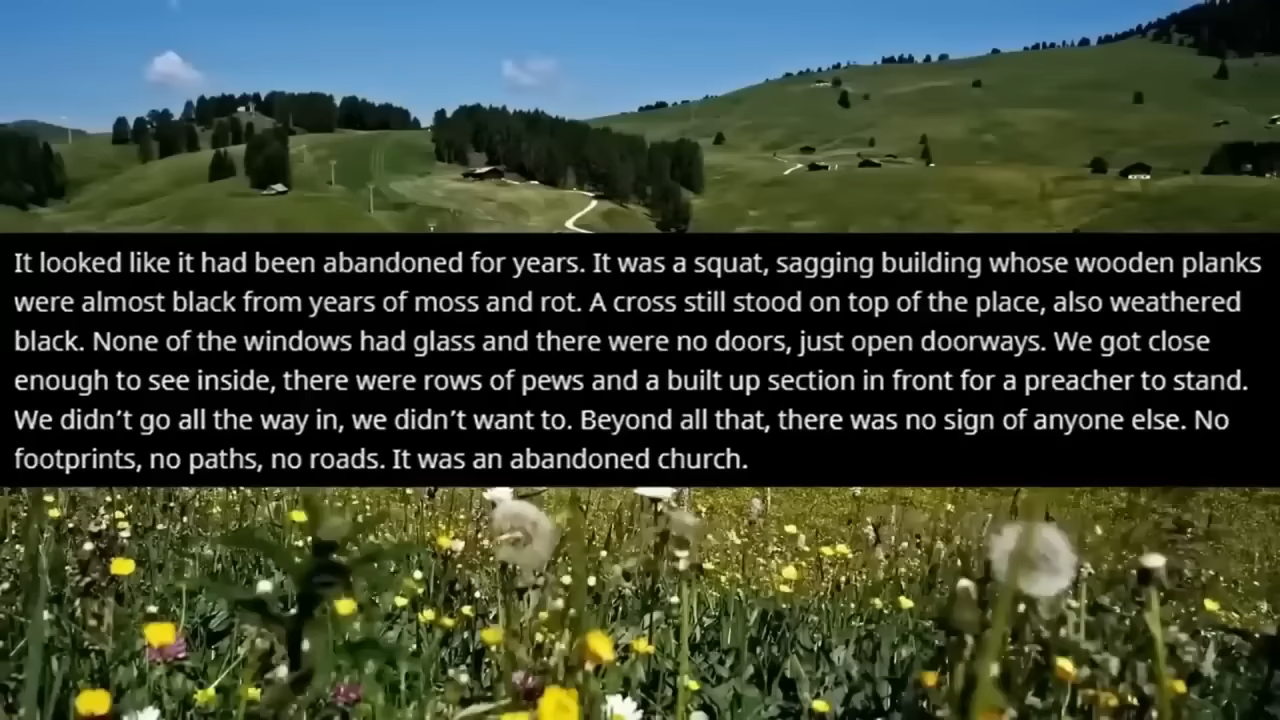 It looked like it had been abandoned for years. It was a squat, sagging building whose wooden planks
were almost black from years of moss and rot. A cross still stood on top of the place, also weathered
black. None of the windows had glass and there were no doors, just open doorways. We got close
enough to see inside, there were rows of pews and a built up section in front for a preacher to stand.
We didn’t go all the way in, we didn’t want to. Beyond all that, there was no sign of anyone else. No
footprints, no paths, no roads. It was an abandoned church.